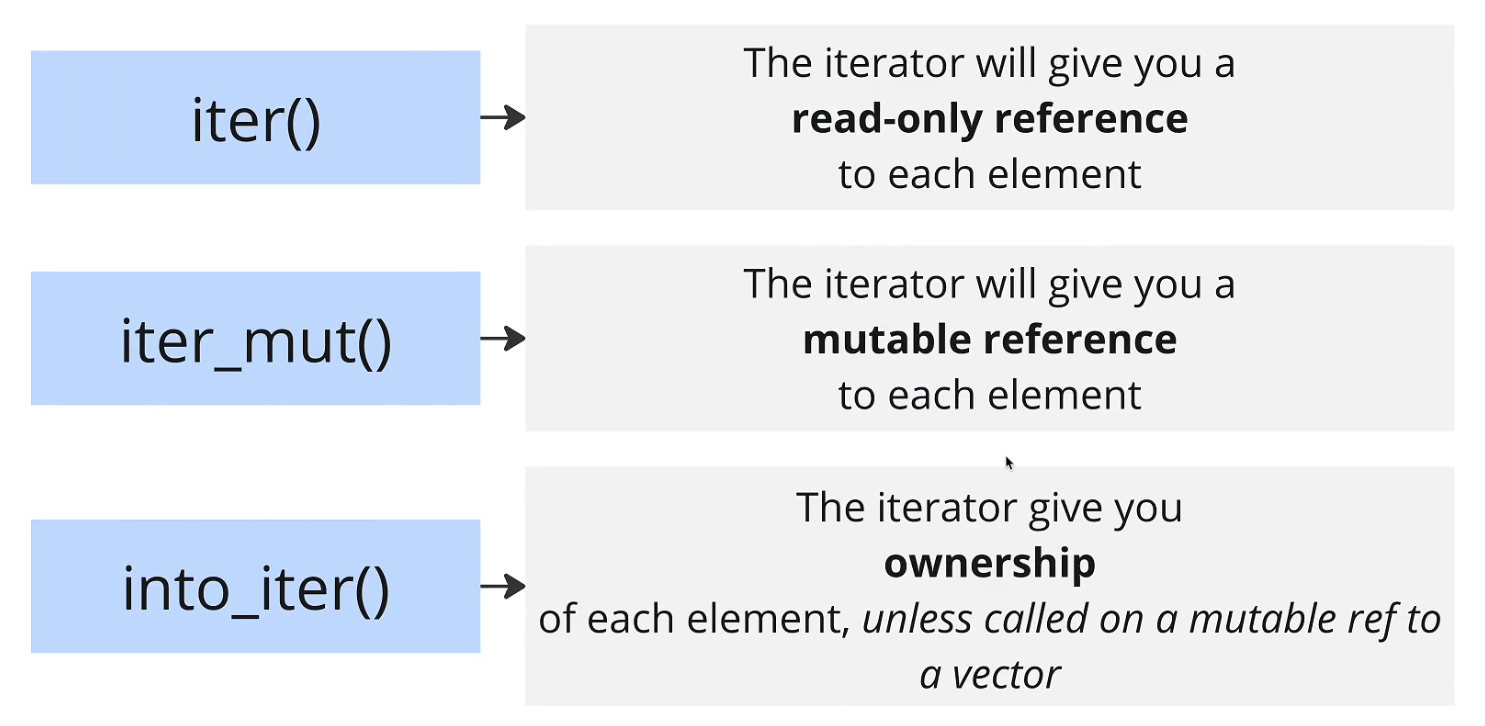 iter()
The iterator will give you a
read-only reference
to each element
iter_mut()
The iterator will give you a
mutable reference
to each element
into_iter()
The iterator give you
ownership
of each element, unless called on a mutable ref to
a vector